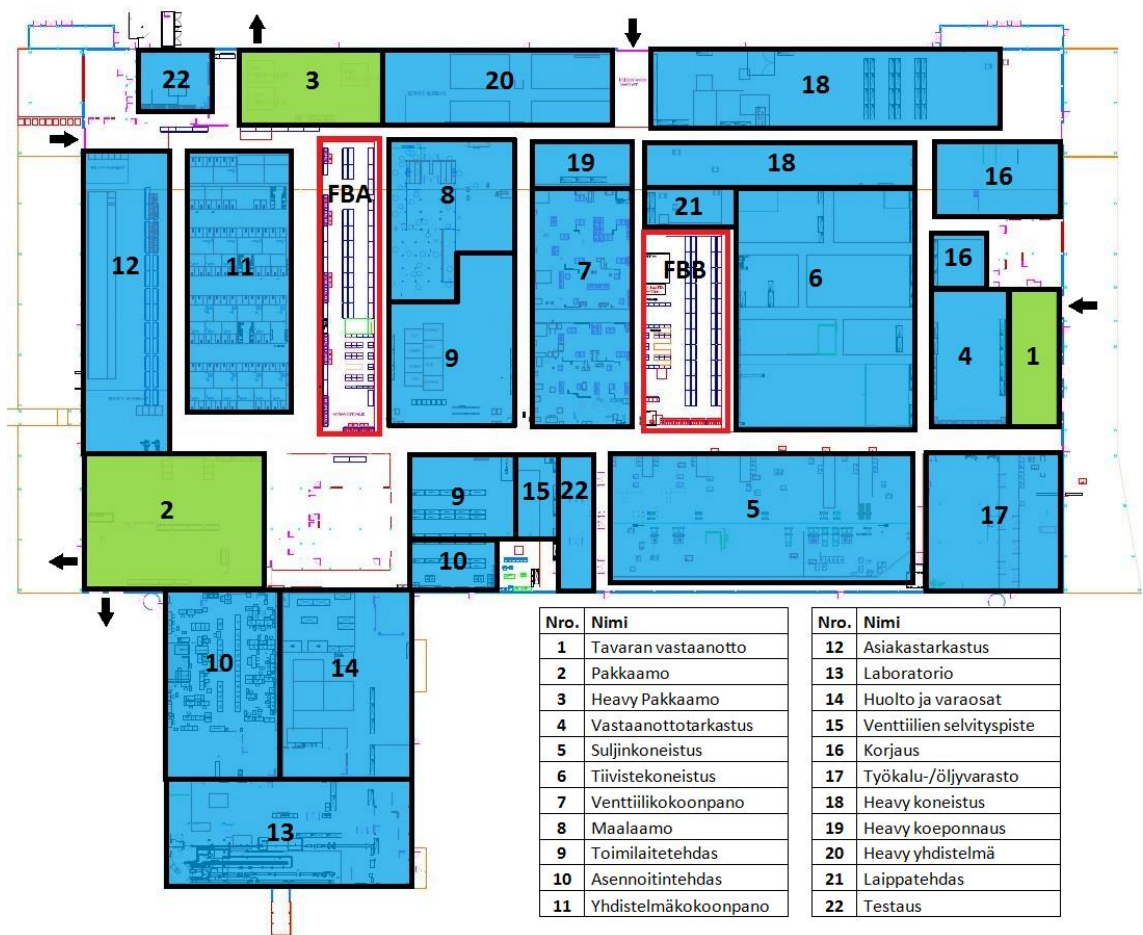 22
3
20
18
FBA
8
19
18
16
21
12
11
7
FBB
6
16
9
4
1
2
9
15
22
5
17
10
10
14
13
Nro. Nimi
1 Tavaran vastaanotto
2 Pakkaamo
3 Heavy Pakkaamo
4 Vastaanottotarkastus
5 Suljinkoneistus
6 Tiivistekoneistus
7 Venttiilikokoonpano
8 Maalaamo
9 Toimilaitetehdas
10 Asennoitintehdas
11 Yhdistelmäkokoonpano
Nro. Nimi
12 Asiakastarkastus
13 Laboratorio
14 Huolto ja varaosat
15 Venttiilien selvityspiste
16 Korjaus
17 Työkalu-/öljyvarasto
18 Heavy koneistus
19 Heavy koeponnaus
20 Heavy yhdistelmä
21 Laippatehdas
22 Testaus